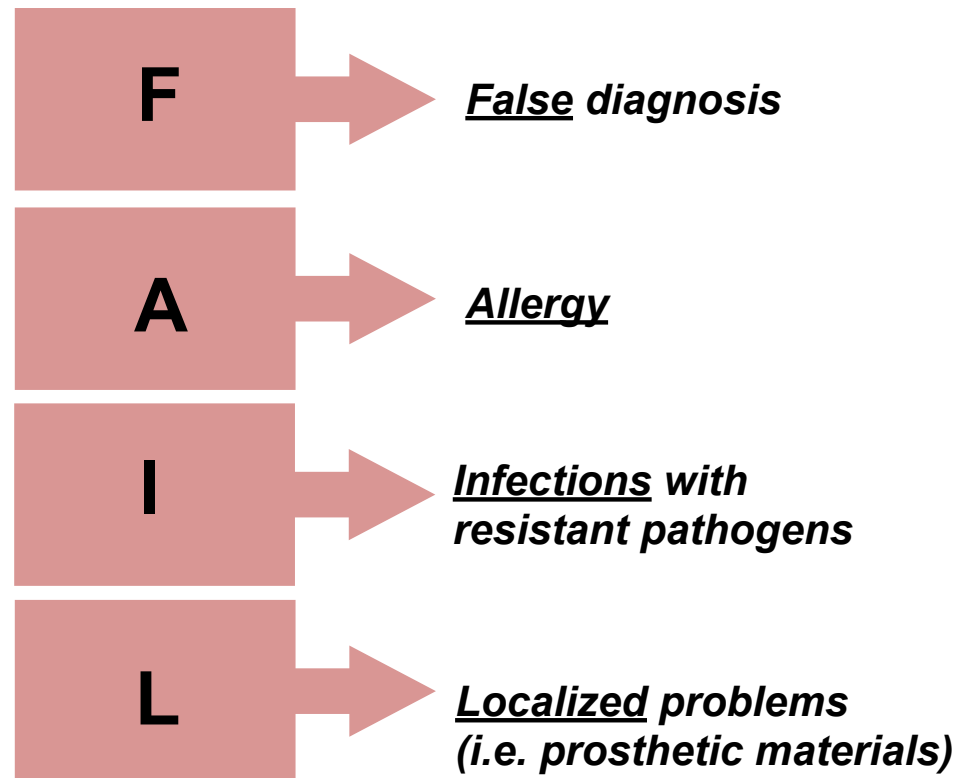 F
False diagnosis
A
Allergy
I
Infections with
resistant pathogens
L
Localized problems
(i.e. prosthetic materials)